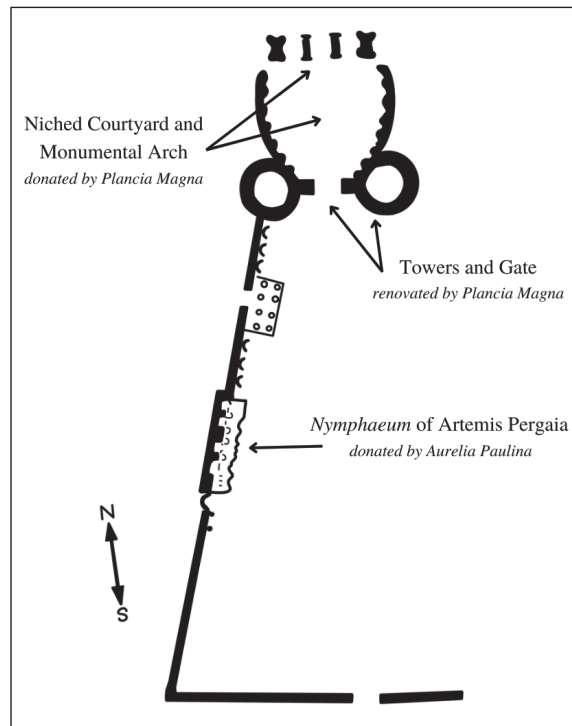 Niched Courtyard and
Monumental Arch
donated by Plancia Magna
Towers and Gate
renovated by Plancia Magna
Nymphaeum of Artemis Pergaia
donated by Aurelia Paulina
N
S